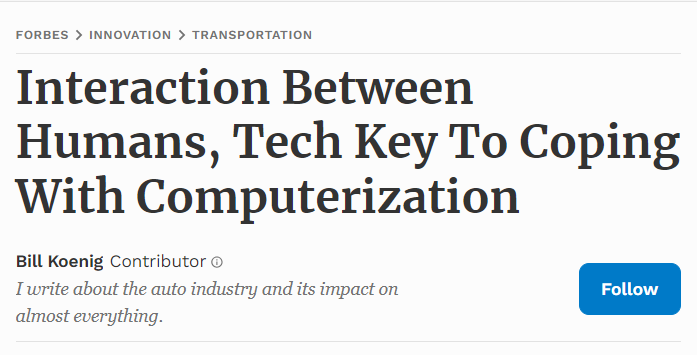 FORBES > INNOVATION > TRANSPORTATION
Interaction Between
Humans, Tech Key To Coping
With Computerization
Bill Koenig Contributor
I write about the auto industry and its impact on
almost everything.
Follow